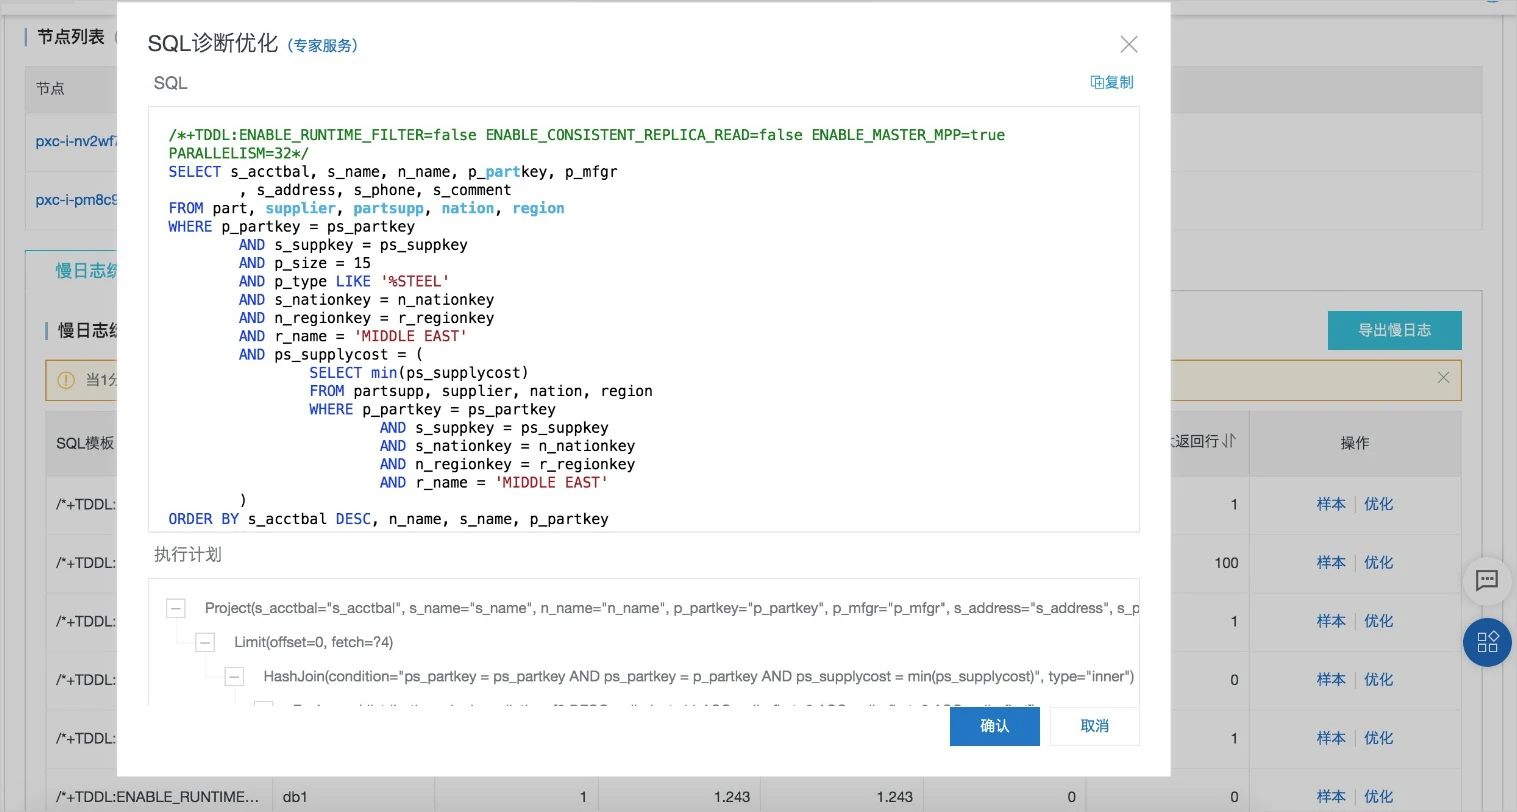 节点列表
节点
pxc-i-nv2wf7
pxc-i-pm8c9
慢日志统
慢日志统
导出慢日志
当1分
SQL模板
返回行
操作
/*+TDDL:
1
样本
优化
/*+TDDL:
100
样本
优化
/*+TDDL:
1
样本
优化
/*+TDDL:
0
样本
优化
/*+TDDL:
1
样本
优化
/*+TDDL:ENABLE_RUNTIME...
db1
1
1.243
1.243
0
0
样本
优化
SQL诊断优化 (专家服务)
SQL
复制
/*+TDDL:ENABLE_RUNTIME_FILTER=false ENABLE_CONSISTENT_REPLICA_READ=false ENABLE_MASTER_MPP=true
PARALLELISM=32*/
SELECT s_acctbal, s_name, n_name, p_partkey, p_mfgr
, s_address, s_phone, s_comment
FROM part, supplier, partsupp, nation, region
WHERE p_partkey = ps_partkey
AND s_suppkey = ps_suppkey
AND p_size = 15
AND p_type LIKE '%STEEL'
AND s_nationkey = n_nationkey
AND n_regionkey = r_regionkey
AND r_name = 'MIDDLE EAST'
AND ps_supplycost = (
SELECT min(ps_supplycost)
FROM partsupp, supplier, nation, region
WHERE p_partkey = ps_partkey
AND s_suppkey = ps_suppkey
AND s_nationkey = n_nationkey
AND n_regionkey = r_regionkey
AND r_name = 'MIDDLE EAST'
)
ORDER BY s_acctbal DESC, n_name, s_name, p_partkey
执行计划
Project(s_acctbal="s_acctbal", s_name="s_name", n_name="n_name", p_partkey="p_partkey", p_mfgr="p_mfgr", s_address="s_address", s_p
Limit(offset=0, fetch=?4)
HashJoin(condition="ps_partkey = ps_partkey AND ps_partkey = p_partkey AND ps_supplycost = min(ps_supplycost)", type="inner")
确认
取消